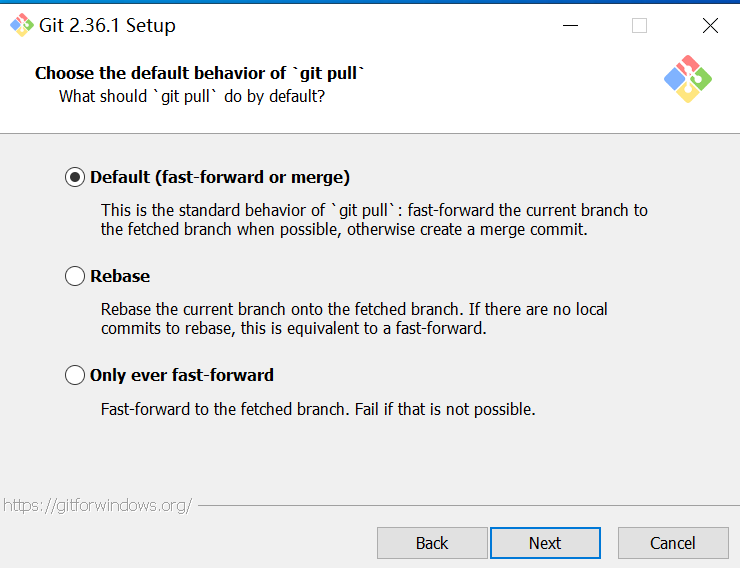 Git 2.36.1 Setup
Choose the default behavior of `git pull`
What should `git pull` do by default?
Default (fast-forward or merge)
This is the standard behavior of `git pull`: fast-forward the current branch to
the fetched branch when possible, otherwise create a merge commit.
Rebase
Rebase the current branch onto the fetched branch. If there are no local
commits to rebase, this is equivalent to a fast-forward.
Only ever fast-forward
Fast-forward to the fetched branch. Fail if that is not possible.
https://gitforwindows.org/
Back Next Cancel